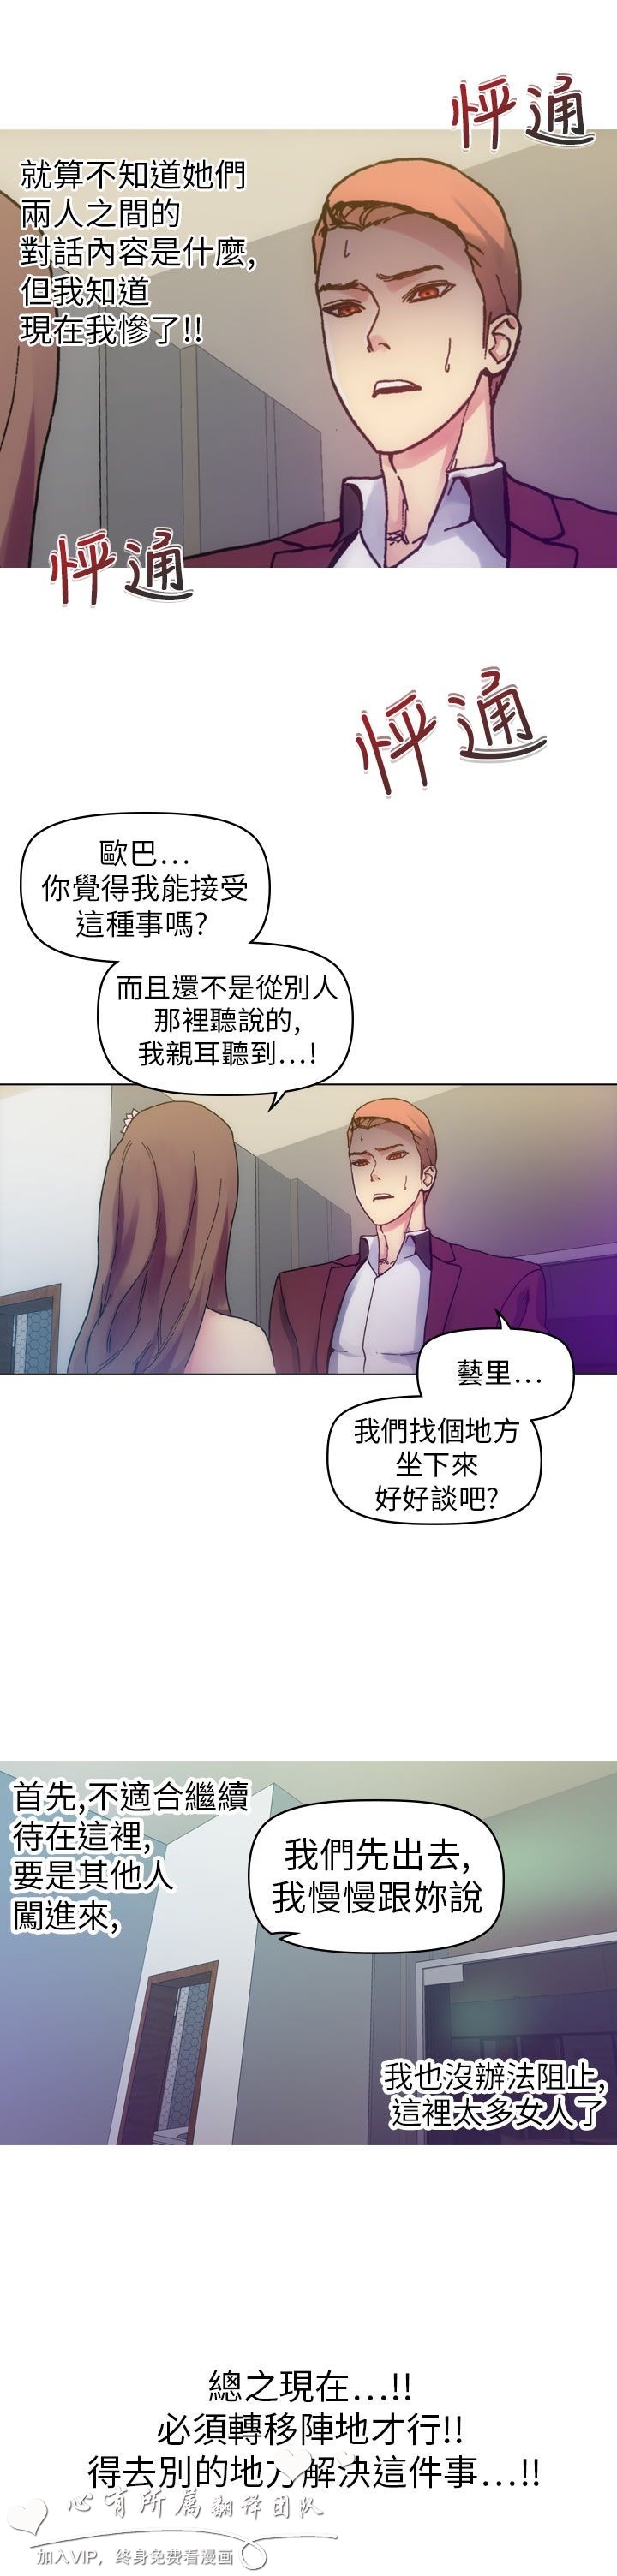 怦通
就算不知道她們
兩人之間的
對話內容是什麼,
但我知道
現在我慘了!!
怦通
怦通
歐巴...
你覺得我能接受
這種事嗎?
而且還不是從別人
那裡聽說的,
我親耳聽到...!
藝里...
我們找個地方
坐下來
好好談吧?
首先,不適合繼續
待在這裡,
要是其他人
闖進來,
我們先出去,
我慢慢跟妳說
我也沒辦法阻止,
這裡太多女人了
總之現在...!!
必須轉移陣地才行!!
得去別的地方解決這件事...!!
心有所属翻译团队
加入VIP，终身免费看漫画